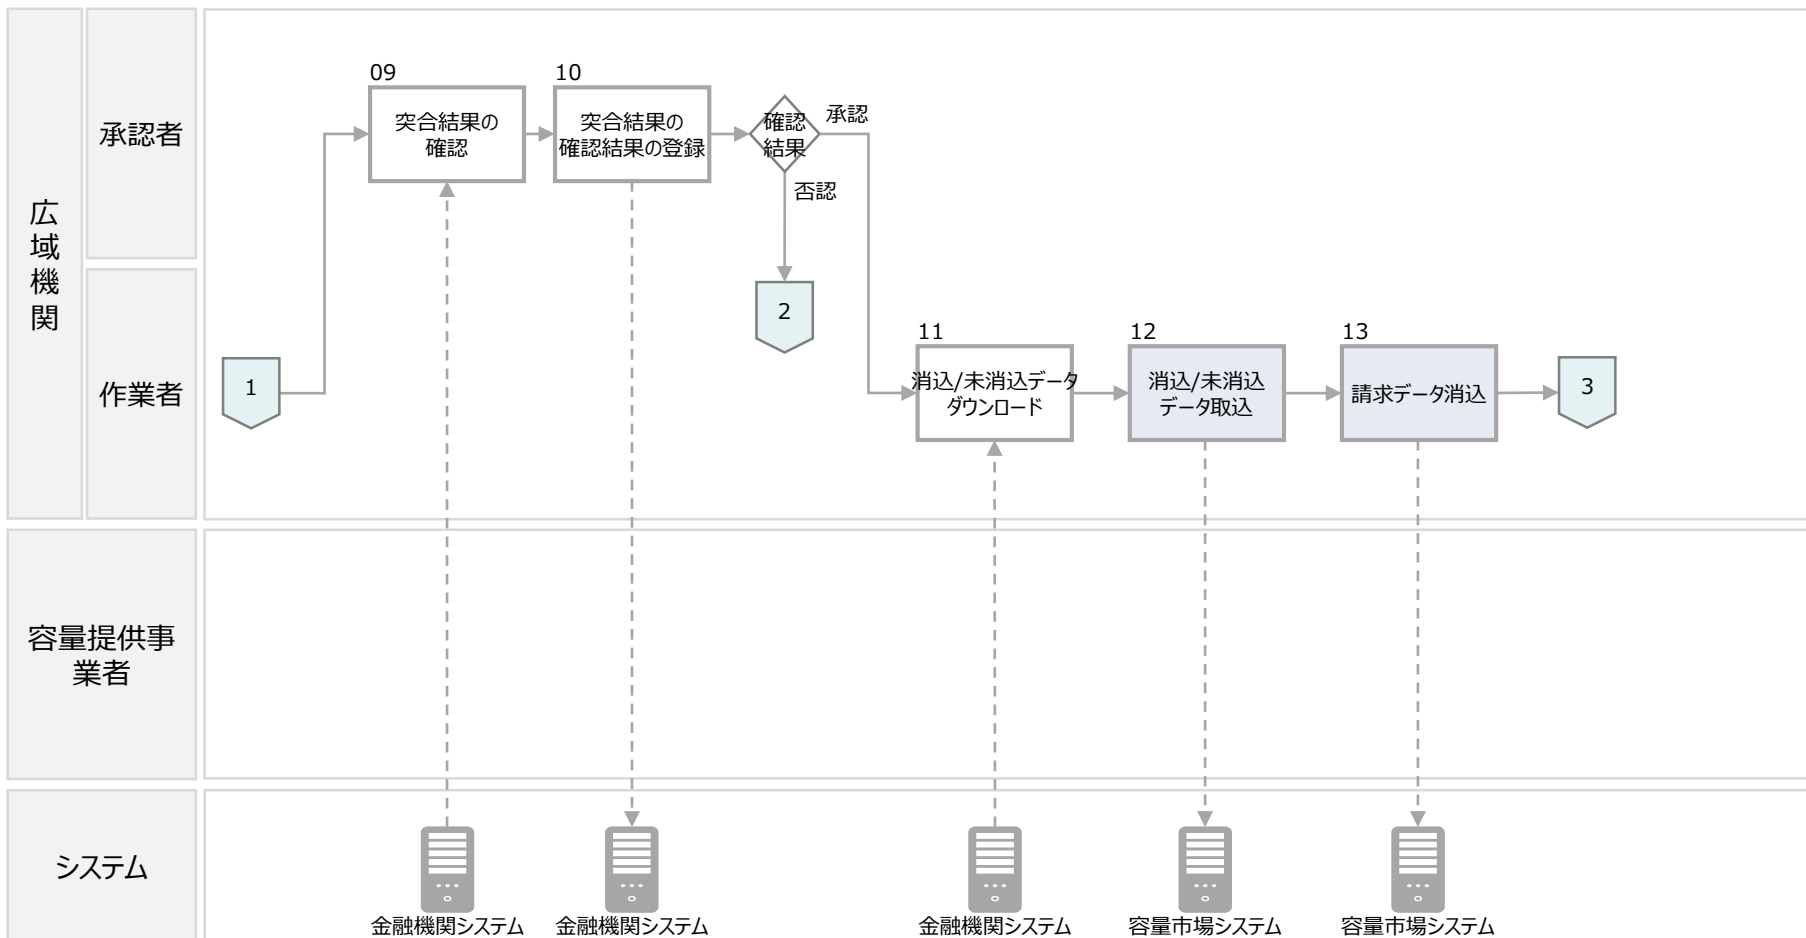 広
域
機
関
承認者
09
突合結果の
確認
10
突合結果の
確認結果の登録
確認
結果
承認
否認
2
作業者
1
11
消込/未消込データ
ダウンロード
12
消込/未消込
データ取込
13
請求データ消込
3
容量提供事
業者
システム
金融機関システム
金融機関システム
金融機関システム
容量市場システム
容量市場システム